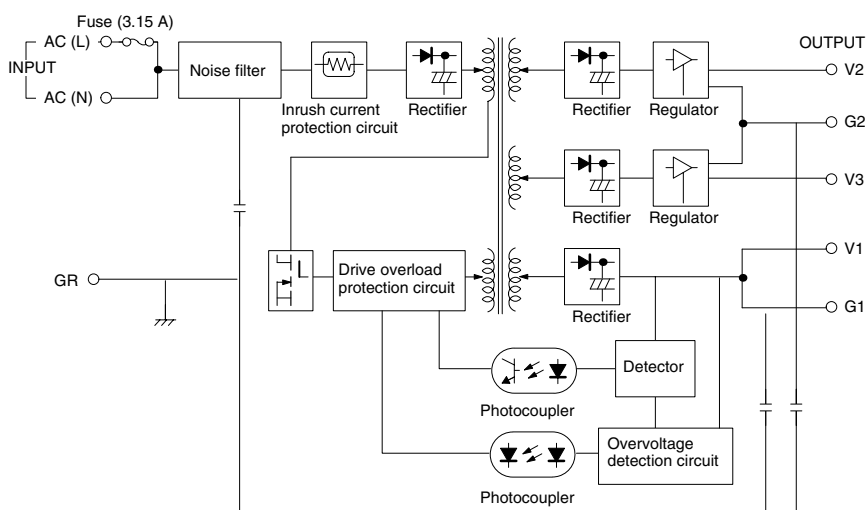 Fuse (3.15 A)
AC (L)
INPUT
AC (N)
Noise filter
Inrush current
protection circuit
Rectifier
Rectifier
Regulator
OUTPUT
V2
G2
Rectifier
Regulator
V3
GR
Drive overload
protection circuit
Rectifier
V1
G1
Photocoupler
Detector
Photocoupler
Overvoltage
detection circuit